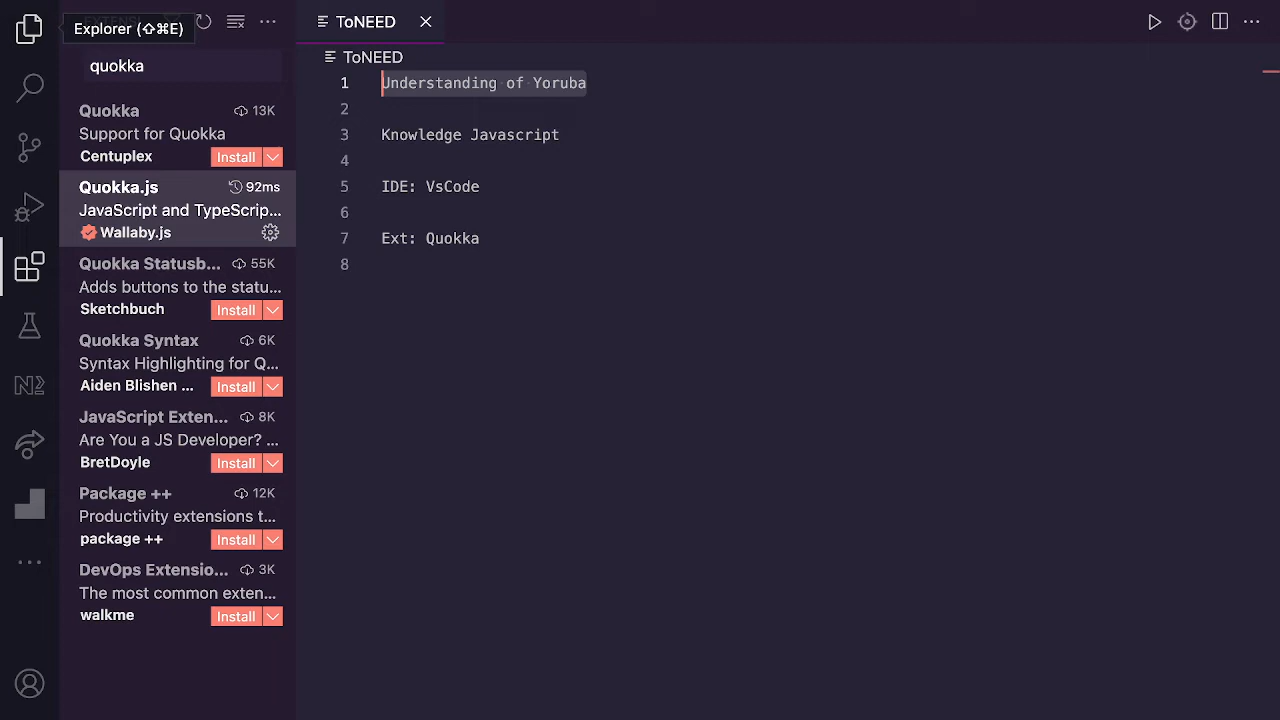 EXTENSI
Explorer (⇧⌘E)
quokka
Quokka 13K
Support for Quokka
Centuplex Install
Quokka.js 92ms
JavaScript and TypeScrip...
Wallaby.js
Quokka Statusb... 55K
Adds buttons to the statu...
Sketchbuch Install
Quokka Syntax 6K
Syntax Highlighting for Q...
Aiden Blishen ... Install
JavaScript Exten... 8K
Are You a JS Developer? ...
BretDoyle Install
Package ++ 12K
Productivity extensions t...
package ++ Install
DevOps Extensio... 3K
The most common exten...
walkme Install
ToNEED
ToNEED
1 Understanding of Yoruba
2
3 Knowledge Javascript
4
5 IDE: VsCode
6
7 Ext: Quokka
8